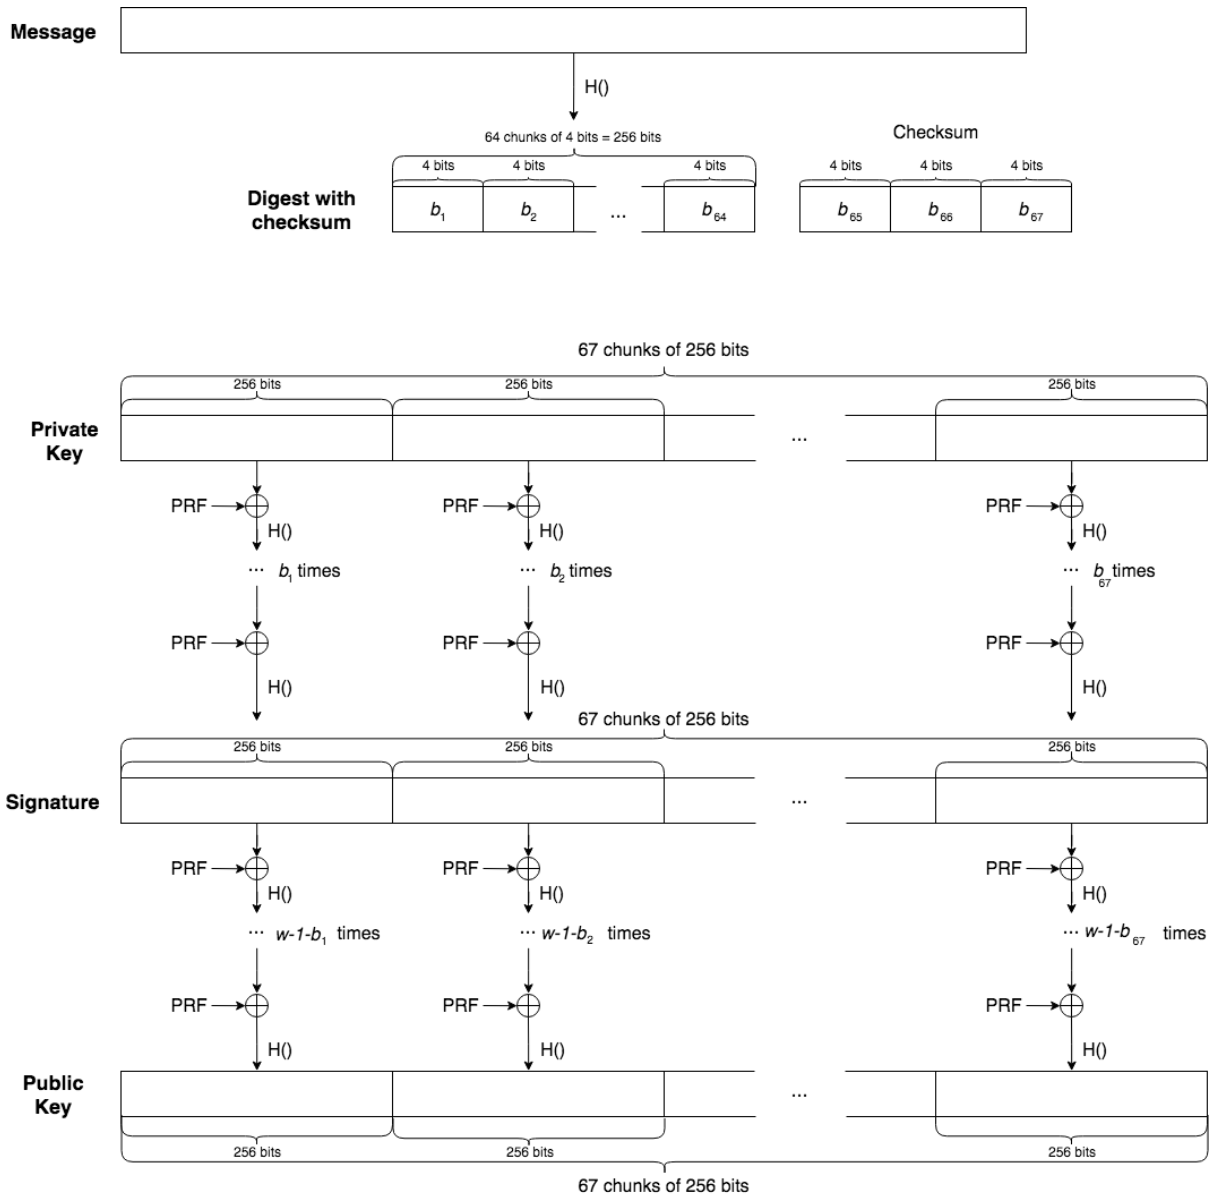 Message
H()
64 chunks of 4 bits = 256 bits
Checksum
4 bits 4 bits 4 bits 4 bits 4 bits 4 bits
Digest with
checksum
b1 b2 ... b64 b65 b66 b67
67 chunks of 256 bits
256 bits 256 bits 256 bits
Private
Key
...
PRF PRF PRF
H() H() H()
... b1 times ... b2 times ... b67 times
PRF PRF PRF
H() H() H()
67 chunks of 256 bits
256 bits 256 bits 256 bits
Signature
...
PRF PRF PRF
H() H() H()
... w-1-b1 times ... w-1-b2 times ... w-1-b67 times
PRF PRF PRF
H() H() H()
Public
Key
...
256 bits 256 bits 256 bits
67 chunks of 256 bits